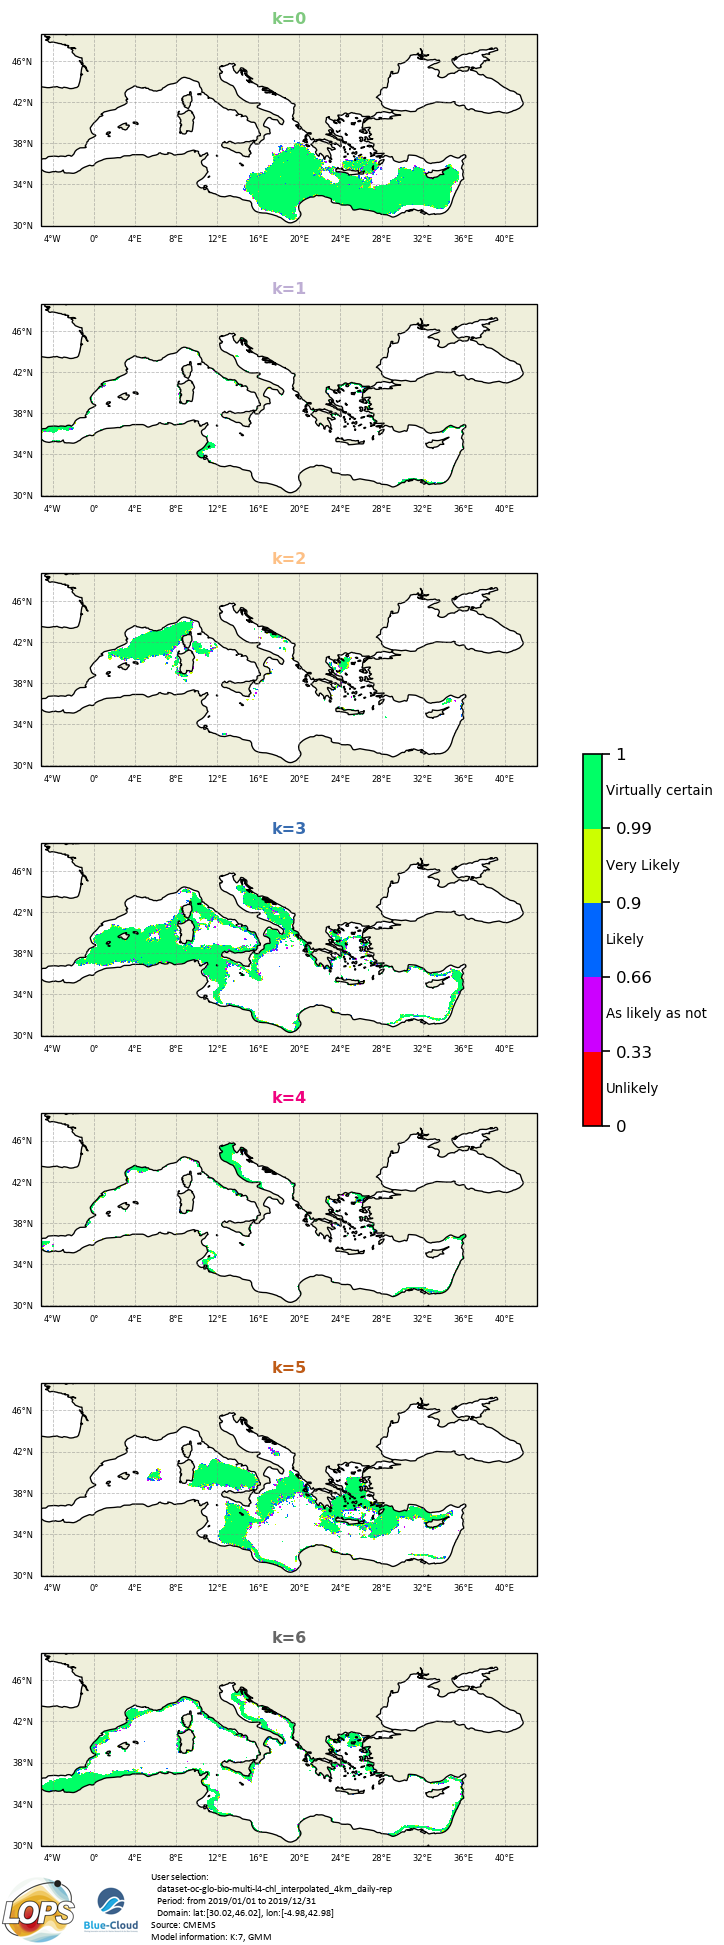 k=0
46°N
42°N
38°N
34°N
30°N
4°W 0° 4°E 8°E 12°E 16°E 20°E 24°E 28°E 32°E 36°E 40°E
k=1
46°N
42°N
38°N
34°N
30°N
4°W 0° 4°E 8°E 12°E 16°E 20°E 24°E 28°E 32°E 36°E 40°E
k=2
46°N
42°N
38°N
34°N
30°N
4°W 0° 4°E 8°E 12°E 16°E 20°E 24°E 28°E 32°E 36°E 40°E
k=3
46°N
42°N
38°N
34°N
30°N
4°W 0° 4°E 8°E 12°E 16°E 20°E 24°E 28°E 32°E 36°E 40°E
k=4
46°N
42°N
38°N
34°N
30°N
4°W 0° 4°E 8°E 12°E 16°E 20°E 24°E 28°E 32°E 36°E 40°E
k=5
46°N
42°N
38°N
34°N
30°N
4°W 0° 4°E 8°E 12°E 16°E 20°E 24°E 28°E 32°E 36°E 40°E
k=6
46°N
42°N
38°N
34°N
30°N
4°W 0° 4°E 8°E 12°E 16°E 20°E 24°E 28°E 32°E 36°E 40°E
1
Virtually certain
0.99
Very Likely
0.9
Likely
0.66
As likely as not
0.33
Unlikely
0
LOPS
Blue-Cloud
User selection:
dataset-oc-glo-bio-multi-l4-chl_interpolated_4km_daily-rep
Period: from 2019/01/01 to 2019/12/31
Domain: lat:[30.02,46.02], lon:[-4.98,42.98]
Source: CMEMS
Model information: K:7, GMM